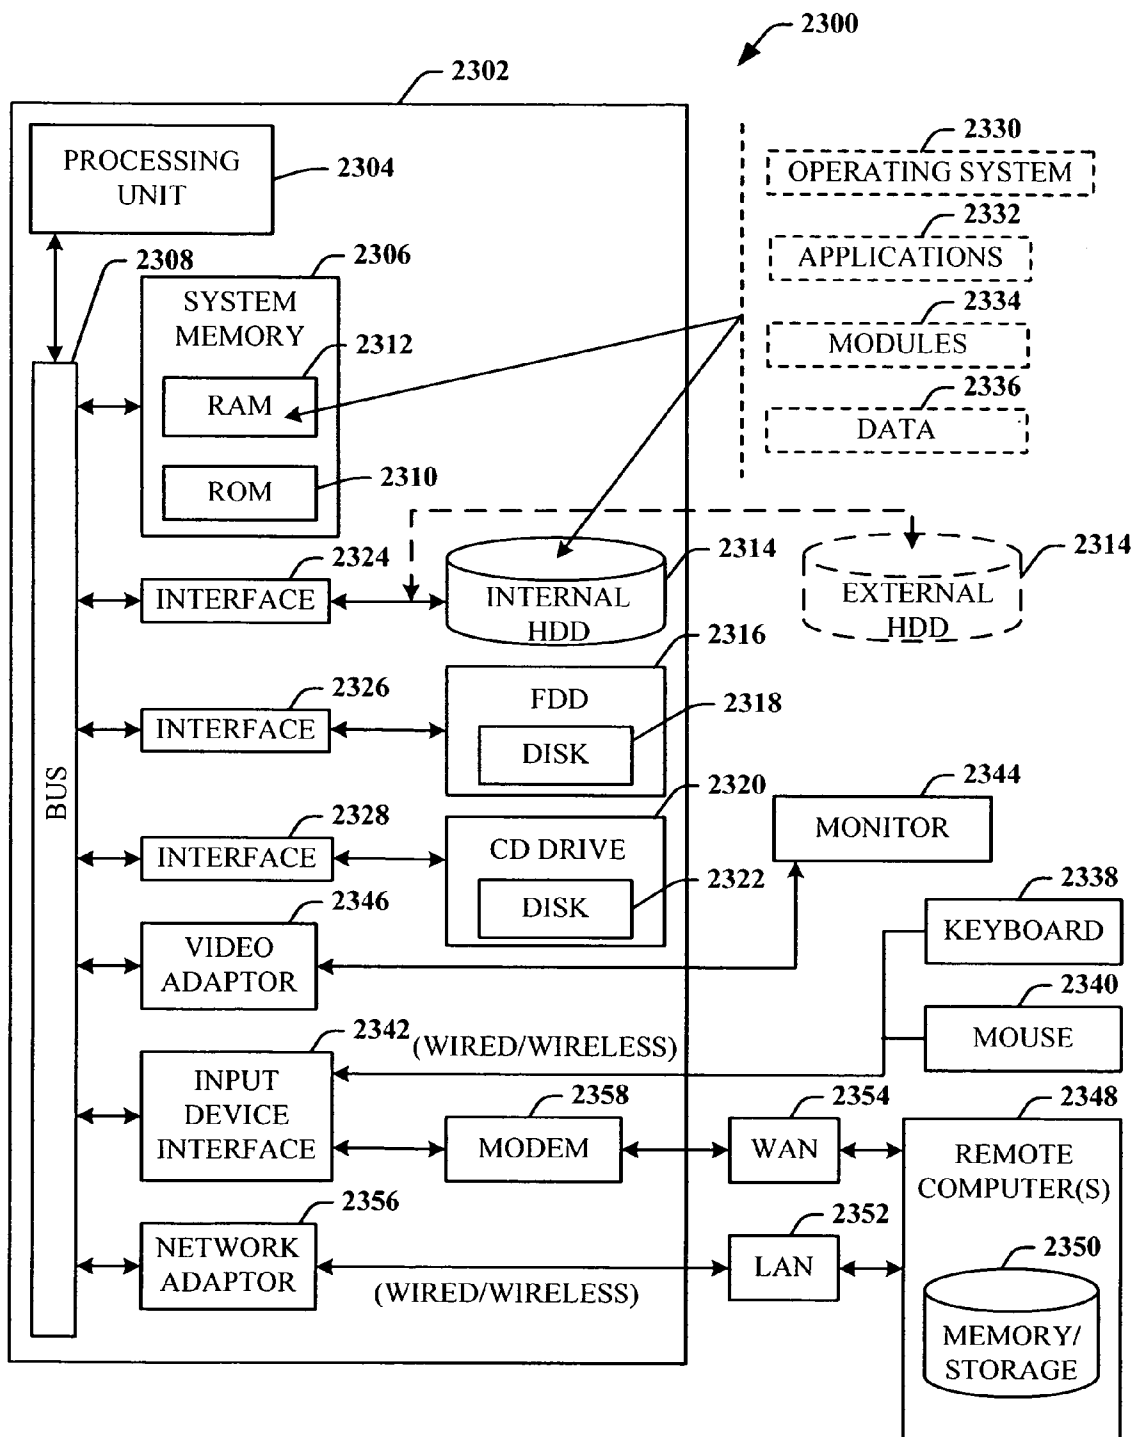 2300
2302
PROCESSING
UNIT
2304
2330
OPERATING SYSTEM
2332
APPLICATIONS
2334
MODULES
2336
DATA
2308
2306
SYSTEM
MEMORY
2312
RAM
ROM
2310
2324
INTERFACE
INTERNAL
HDD
2314
EXTERNAL
HDD
2314
2326
INTERFACE
2316
FDD
2318
DISK
BUS
2328
INTERFACE
2320
CD DRIVE
2322
DISK
2344
MONITOR
2346
VIDEO
ADAPTOR
2338
KEYBOARD
2340
MOUSE
2342
(WIRED/WIRELESS)
INPUT
DEVICE
INTERFACE
2358
MODEM
2354
WAN
2348
REMOTE
COMPUTER(S)
2356
NETWORK
ADAPTOR
(WIRED/WIRELESS)
2352
LAN
2350
MEMORY/
STORAGE